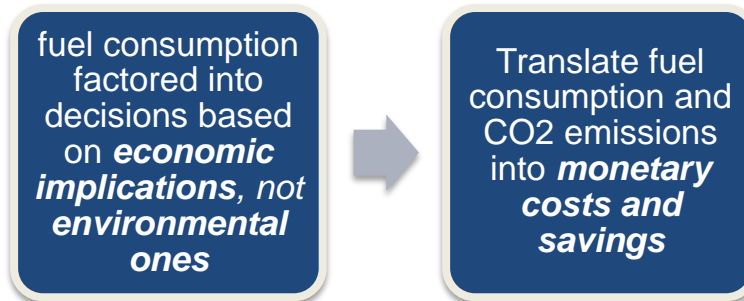 fuel consumption
factored into
decisions based
on economic
implications, not
environmental
ones
Translate fuel
consumption and
CO2 emissions
into monetary
costs and
savings